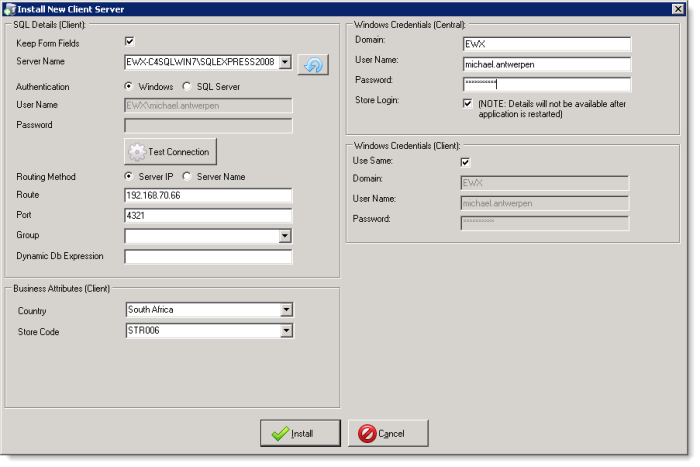 Install New Client Server
SQL Details (Client):
Keep Form Fields
Server Name EWX-C4SQLWIN7\SQLEXPRESS2008
Authentication Windows SQL Server
User Name EWX\michael.antwerpen
Password
Test Connection
Routing Method Server IP Server Name
Route 192.168.70.66
Port 4321
Group
Dynamic Db Expression
Business Attributes (Client)
Country South Africa
Store Code STR006
Windows Credentials (Central):
Domain: EWX
User Name: michael.antwerpen
Password: **********
Store Login: (NOTE: Details will not be available after
application is restarted)
Windows Credentials (Client):
Use Same:
Domain: EWX
User Name: michael.antwerpen
Password: **********
Install
Cancel